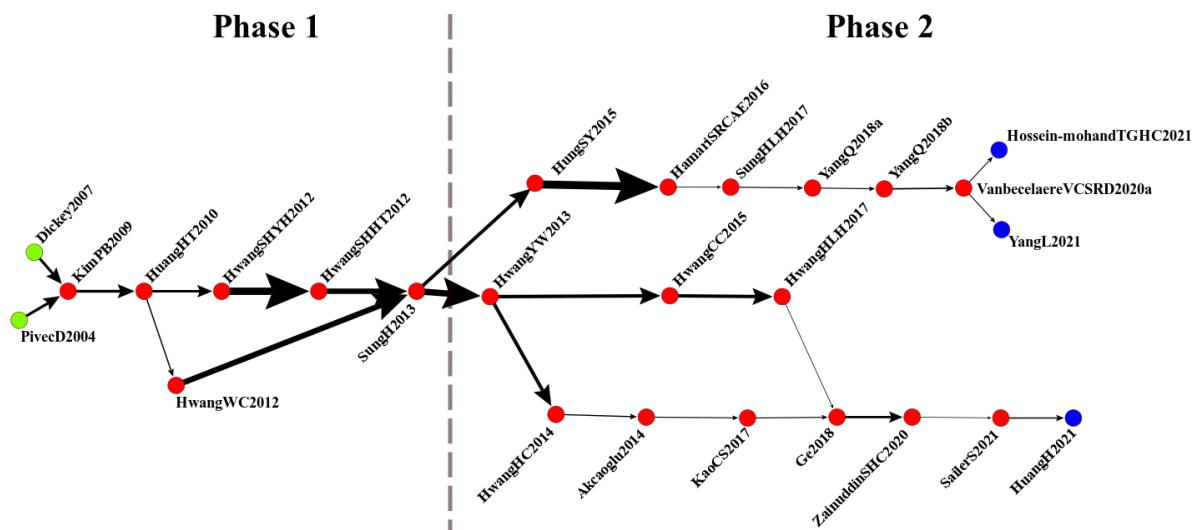 Phase 1
Phase 2
Dickey2007
PivecD2004
KimPB2009
HuangHT2010
HwangSHYH2012
HwangSHHT2012
HwangWC2012
SungH2013
HungSY2015
HamariSRCAE2016
SungHLH2017
YangQ2018a
YangQ2018b
Hossein-mohandTGHC2021
VanbecelaereVCSRD2020a
YangL2021
HwangYW2013
HwangCC2015
HwangHLH2017
HwangHC2014
Akcaoglu2014
KaoCS2017
Ge2018
ZainuddinSHC2020
SailerS2021
HuangH2021